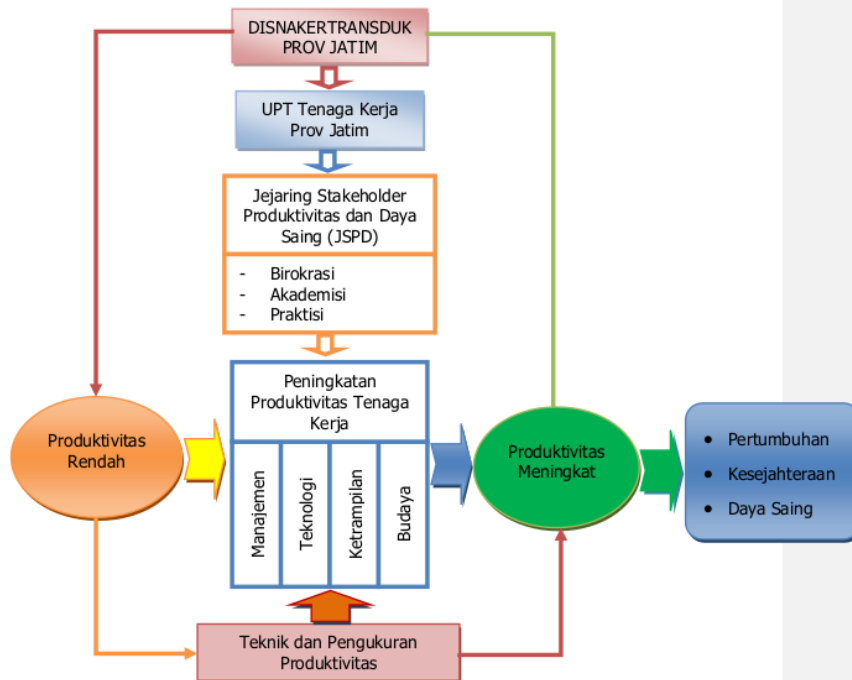 DISNAKERTRANSDUK
PROV JATIM
UPT Tenaga Kerja
Prov Jatim
Jejaring Stakeholder
Produktivitas dan Daya
Saing (JSPD)
- Birokrasi
- Akademisi
- Praktisi
Produktivitas
Rendah
Peningkatan
Produktivitas Tenaga
Kerja
Manajemen
Teknologi
Ketrampilan
Budaya
Produktivitas
Meningkat
• Pertumbuhan
• Kesejahteraan
• Daya Saing
Teknik dan Pengukuran
Produktivitas